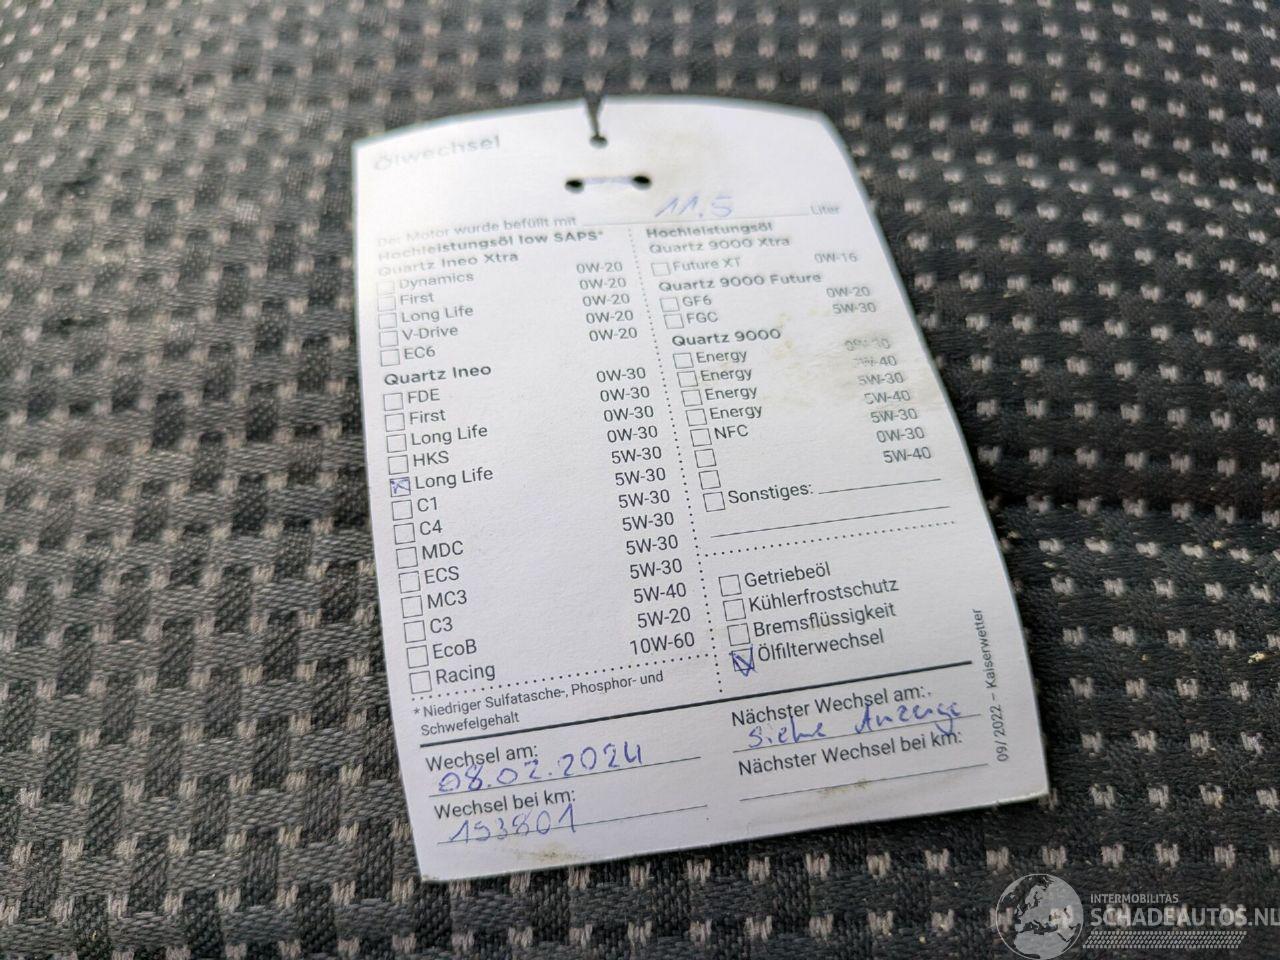 Ölwechsel
Der Motor wurde befüllt mit 11.5 Liter
Hochleistungsöl low SAPS*
Quartz Ineo Xtra
Dynamics 0W-20
First 0W-20
Long Life 0W-20
V-Drive 0W-20
EC6 0W-20
Quartz Ineo
FDE 0W-30
First 0W-30
Long Life 0W-30
HKS 0W-30
Long Life 5W-30
C1 5W-30
C4 5W-30
MDC 5W-30
ECS 5W-30
MC3 5W-30
C3 5W-40
EcoB 5W-20
Racing 10W-60
* Niedriger Sulfatasche-, Phosphor- und
Schwefelgehalt
Hochleistungsöl
Quartz 9000 Xtra
Future XT 0W-16
Quartz 9000 Future
GF6 0W-20
FGC 5W-30
Quartz 9000
Energy
Energy
Energy 5W-30
Energy 5W-40
NFC 5W-30
0W-30
5W-40
Sonstiges:
Getriebeöl
Kühlerfrostschutz
Bremsflüssigkeit
Ölfilterwechsel
Wechsel am:
08.02.2024
Wechsel bei km:
193801
Nächster Wechsel am:
Siehe Anzeige
Nächster Wechsel bei km:
09/2022 – Kaiserwetter
INTERMOBILITAS
SCHADEAUTOS.NL